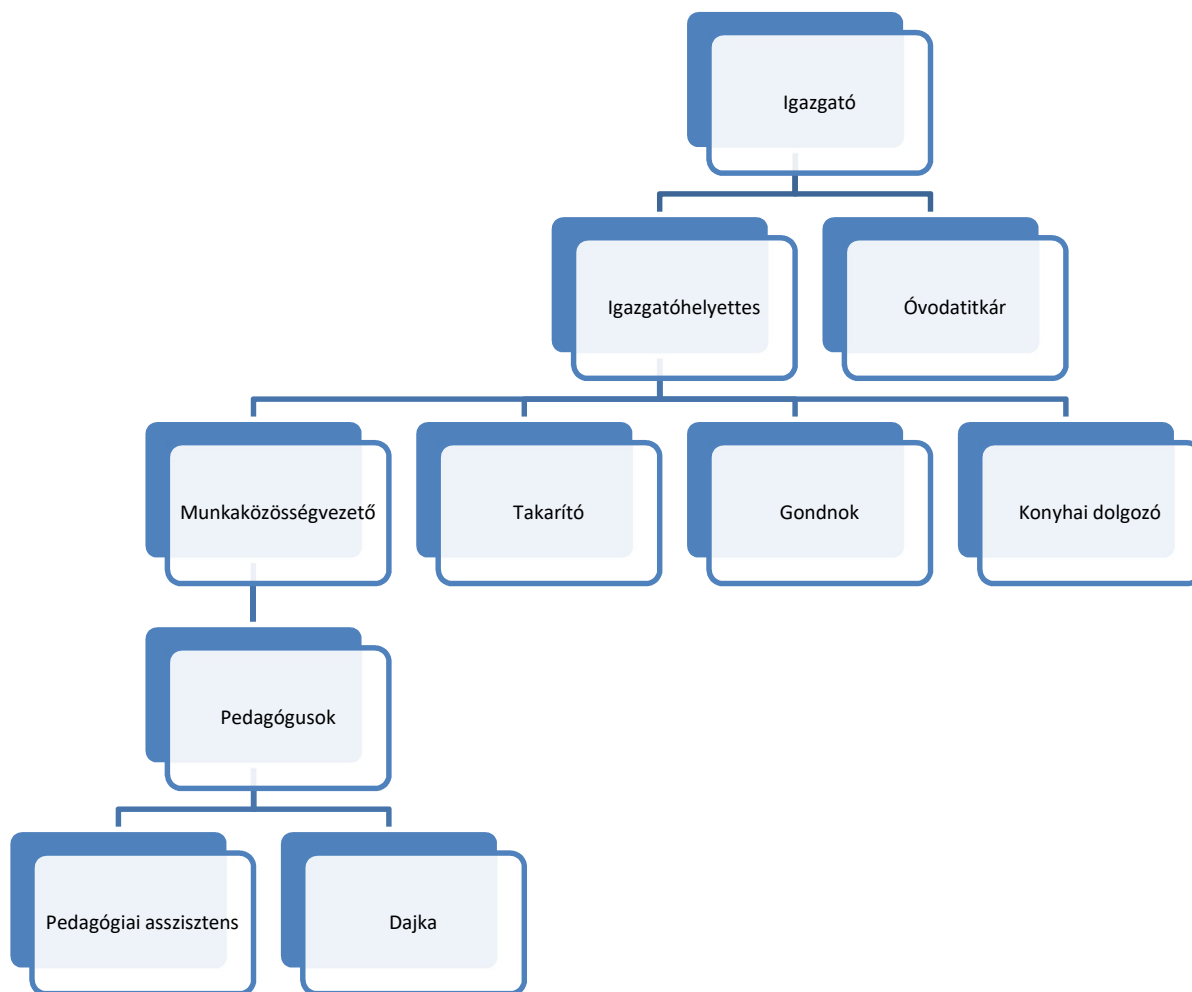 Igazgató
Igazgatóhelyettes
Óvodatitkár
Munkaközösségvezető
Takarító
Gondnok
Konyhai dolgozó
Pedagógusok
Pedagógiai asszisztens
Dajka